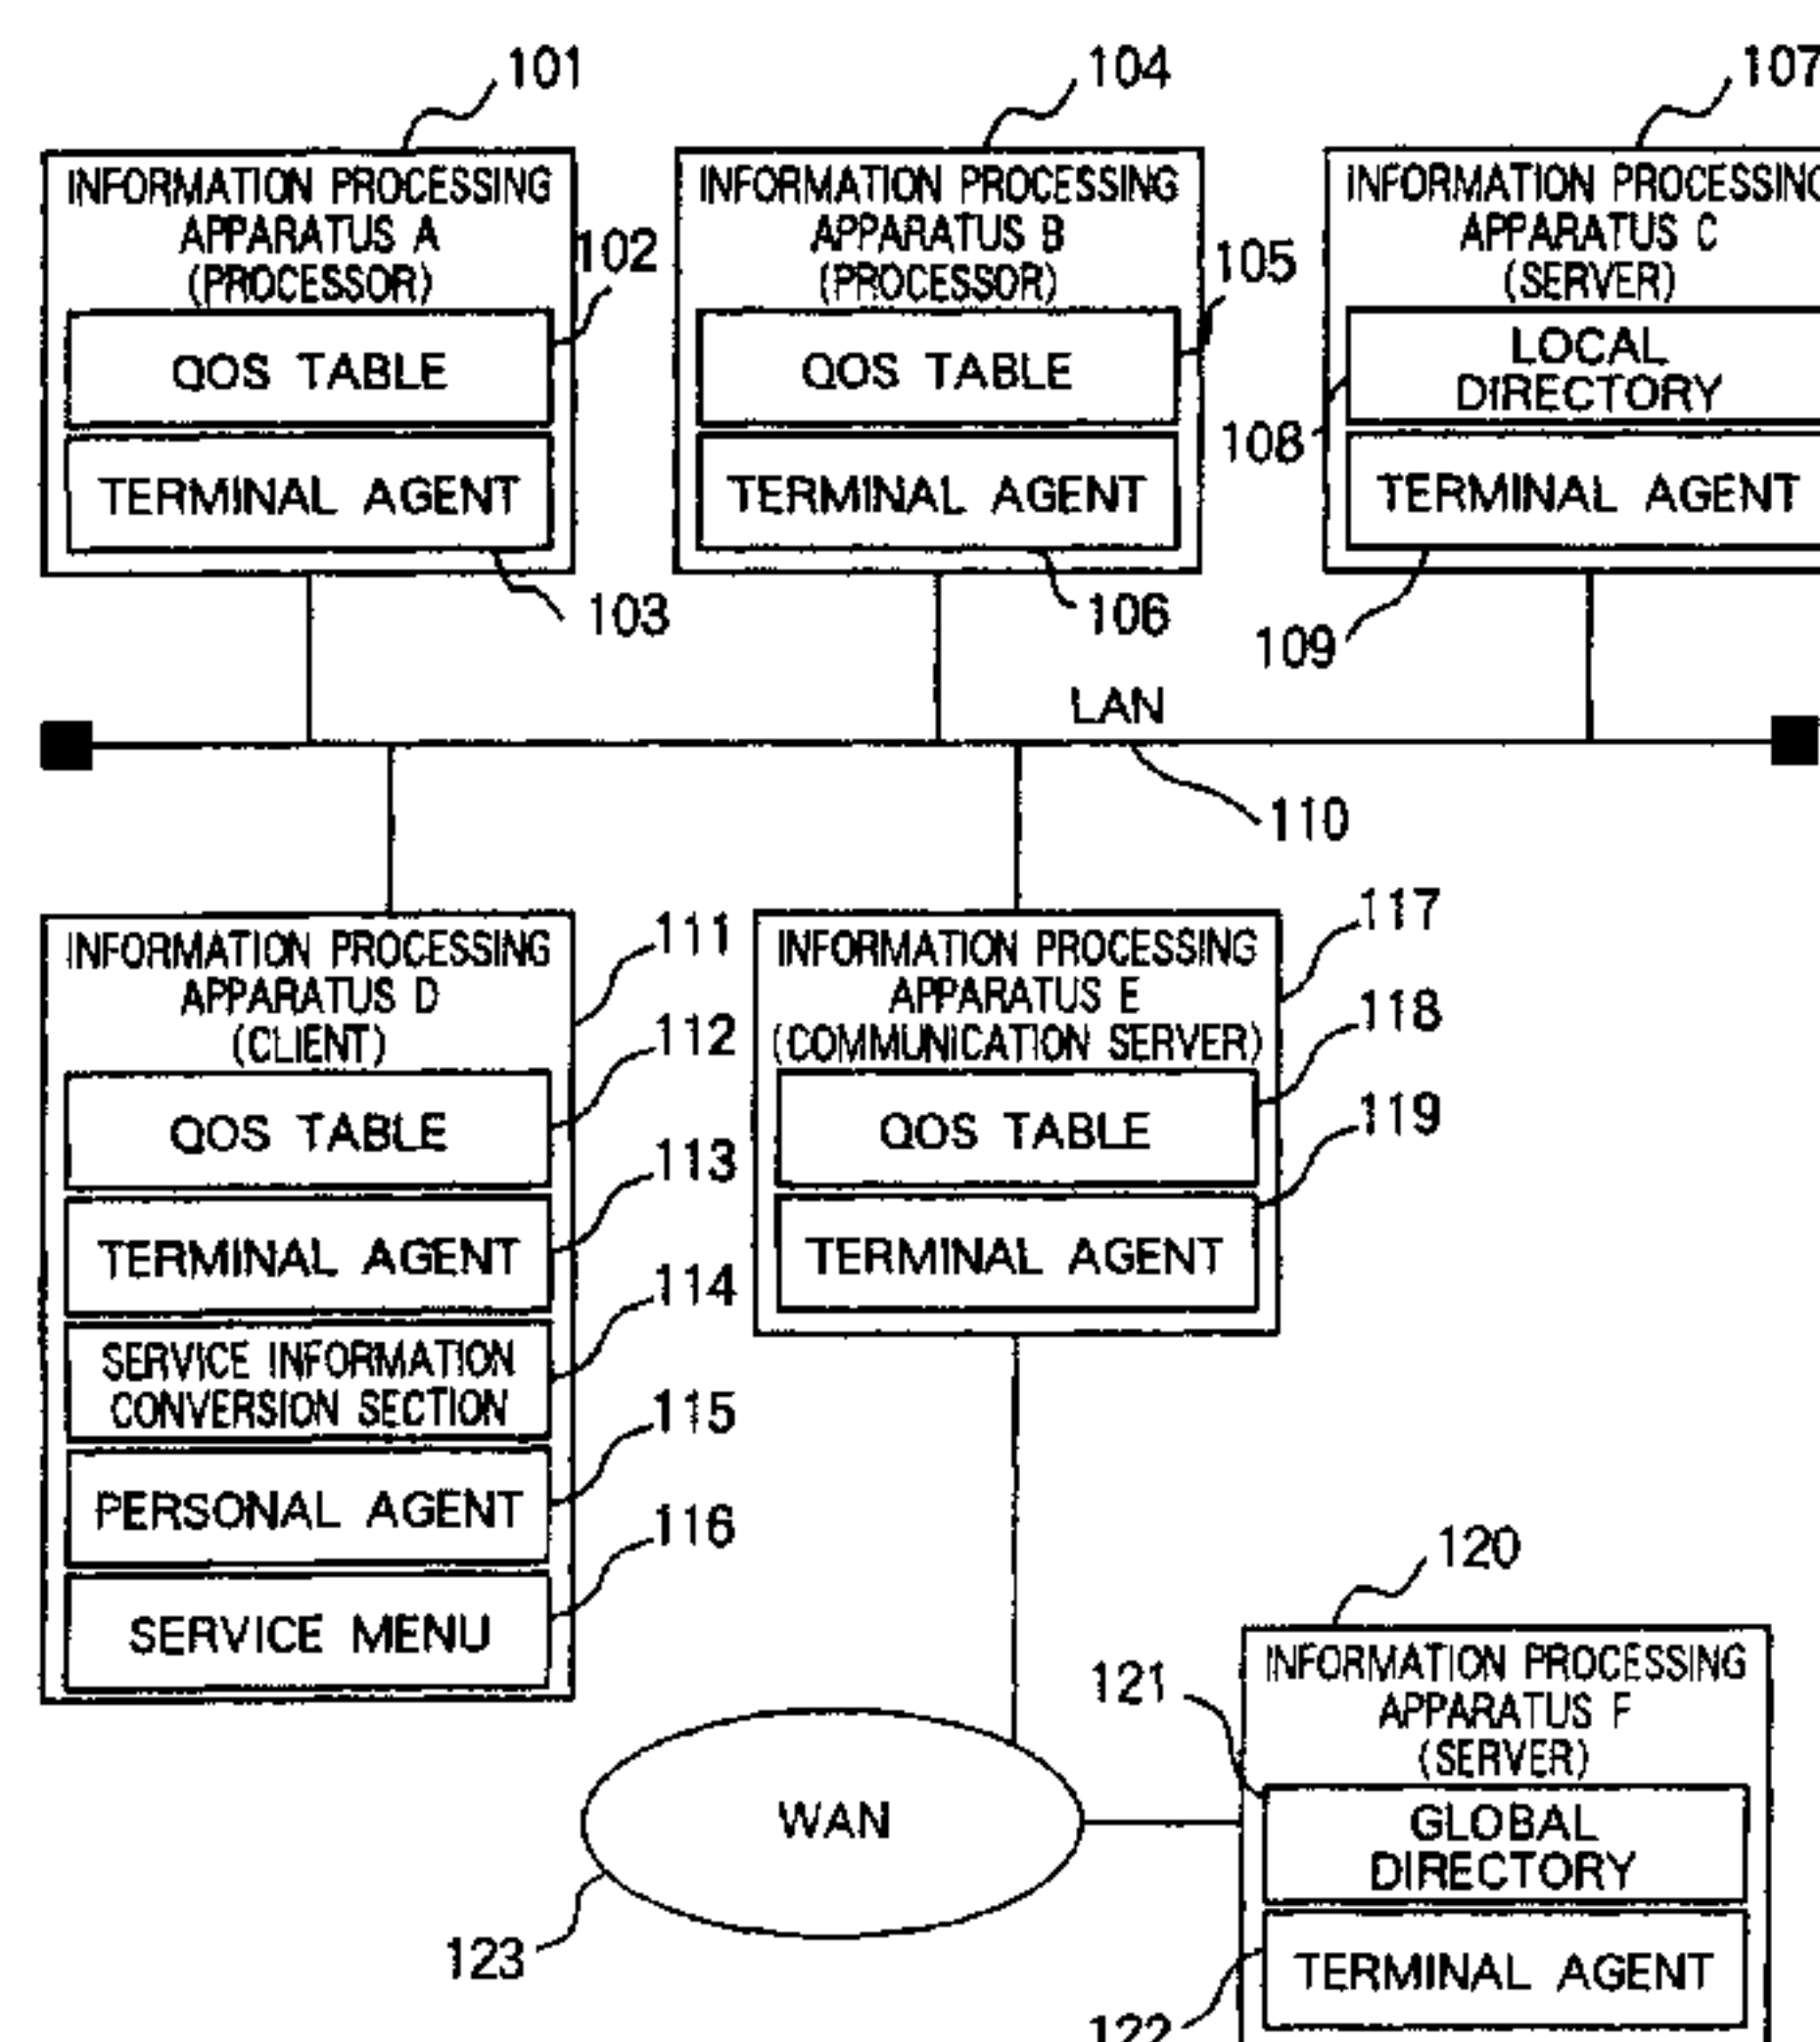 101
INFORMATION PROCESSING
APPARATUS A
(PROCESSOR)
102
QOS TABLE
TERMINAL AGENT
103
104
INFORMATION PROCESSING
APPARATUS B
(PROCESSOR)
105
QOS TABLE
TERMINAL AGENT
106
107
INFORMATION PROCESSING
APPARATUS C
(SERVER)
LOCAL
DIRECTORY
108
TERMINAL AGENT
109
LAN
110
INFORMATION PROCESSING
APPARATUS D
(CLIENT)
111
QOS TABLE
112
TERMINAL AGENT
113
SERVICE INFORMATION
CONVERSION SECTION
114
PERSONAL AGENT
115
SERVICE MENU
116
INFORMATION PROCESSING
APPARATUS E
(COMMUNICATION SERVER)
117
QOS TABLE
118
TERMINAL AGENT
119
120
INFORMATION PROCESSING
APPARATUS F
(SERVER)
121
GLOBAL
DIRECTORY
TERMINAL AGENT
122
WAN
123